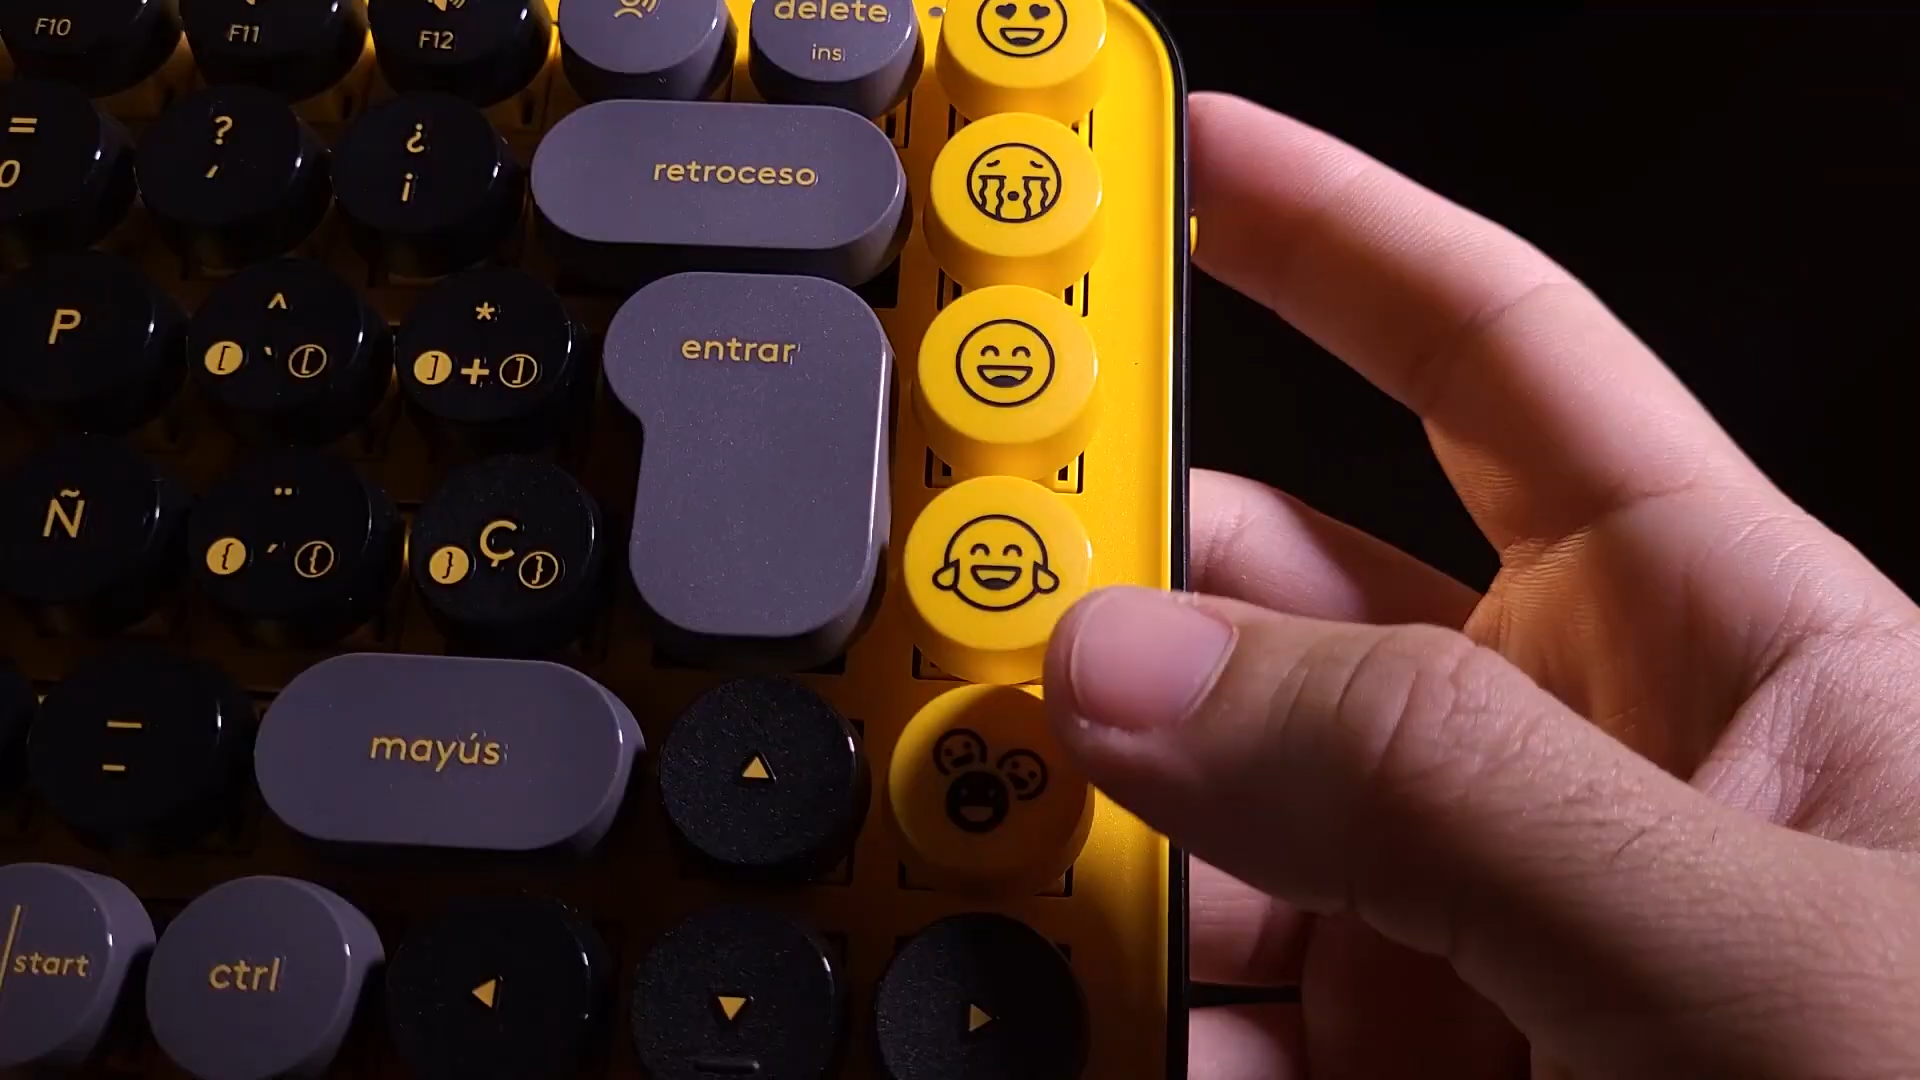 F10 F11 F12 delete
ins
= ? ¿
0 ' ¡ retroceso
P ^ * entrar
[ ` [ ] + ]
Ñ ¨ Ç
{ ´ { } }
_ mayús
-
start ctrl